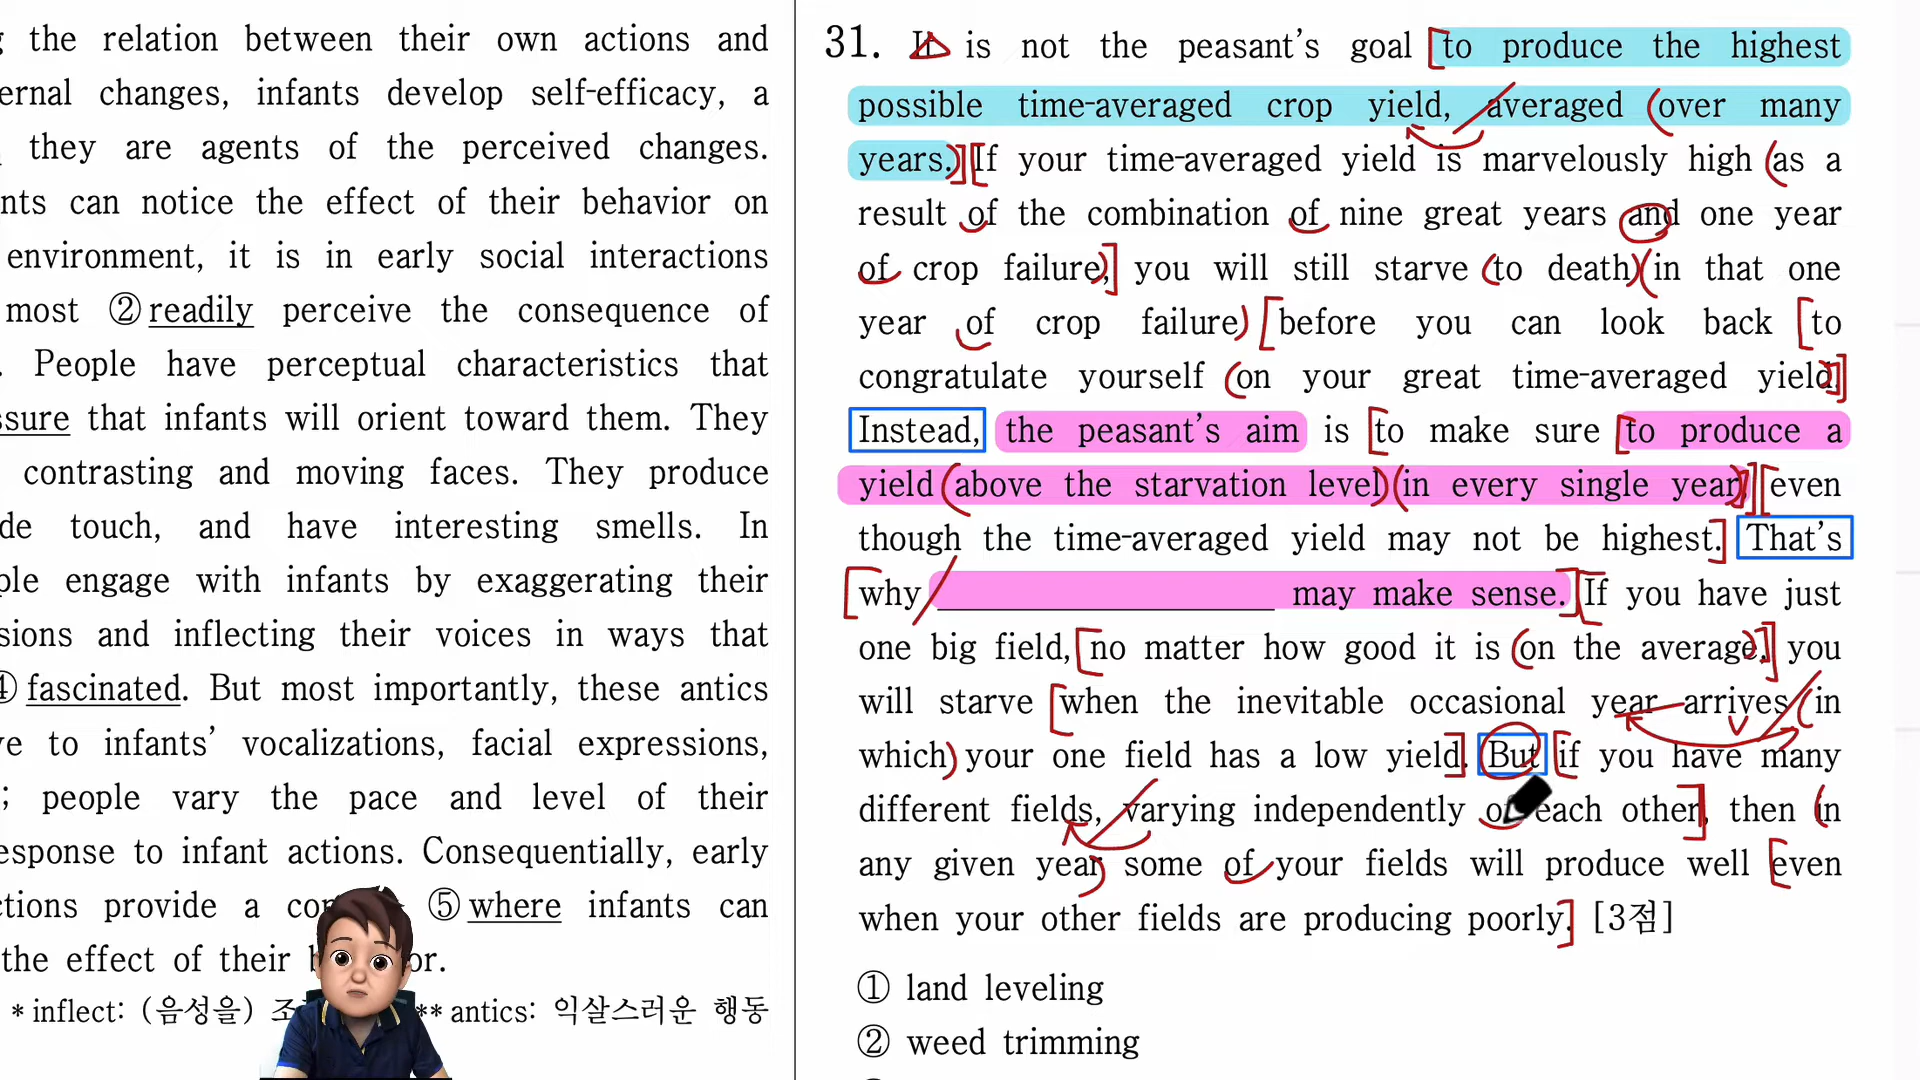 g the relation between their own actions and
ernal changes, infants develop self-efficacy, a
they are agents of the perceived changes.
nts can notice the effect of their behavior on
environment, it is in early social interactions
most ② readily perceive the consequence of
. People have perceptual characteristics that
ssure that infants will orient toward them. They
contrasting and moving faces. They produce
de touch, and have interesting smells. In
ple engage with infants by exaggerating their
sions and inflecting their voices in ways that
④ fascinated. But most importantly, these antics
ve to infants' vocalizations, facial expressions,
; people vary the pace and level of their
esponse to infant actions. Consequentially, early
ctions provide a ⑤ where infants can
the effect of their or.
* inflect: (음성을) ** antics: 익살스러운 행동
31. It is not the peasant's goal to produce the highest
possible time-averaged crop yield, averaged over many
years. If your time-averaged yield is marvelously high as a
result of the combination of nine great years and one year
of crop failure, you will still starve to death in that one
year of crop failure before you can look back to
congratulate yourself on your great time-averaged yield.
Instead, the peasant's aim is to make sure to produce a
yield above the starvation level in every single year, even
though the time-averaged yield may not be highest. That's
why ____________________ may make sense. If you have just
one big field, no matter how good it is on the average, you
will starve when the inevitable occasional year arrives in
which your one field has a low yield. But if you have many
different fields, varying independently of each other, then in
any given year some of your fields will produce well even
when your other fields are producing poorly. [3점]
① land leveling
② weed trimming